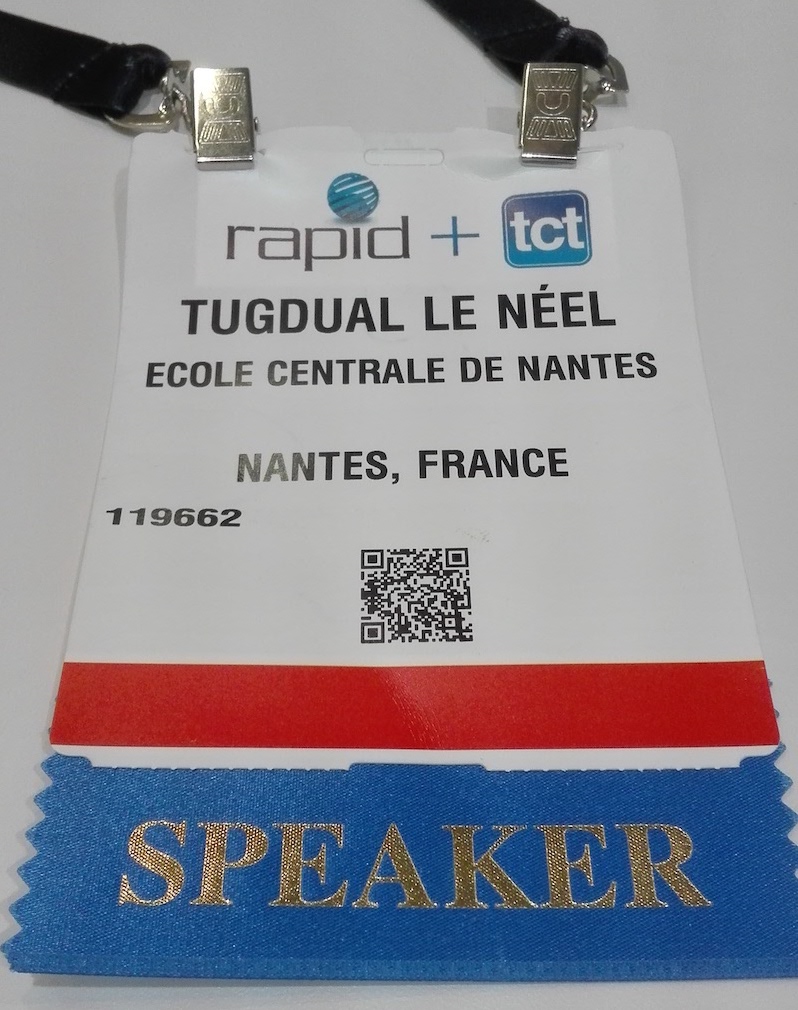 rapid + tct
TUGDUAL LE NÉEL
ECOLE CENTRALE DE NANTES
NANTES, FRANCE
119662
SPEAKER